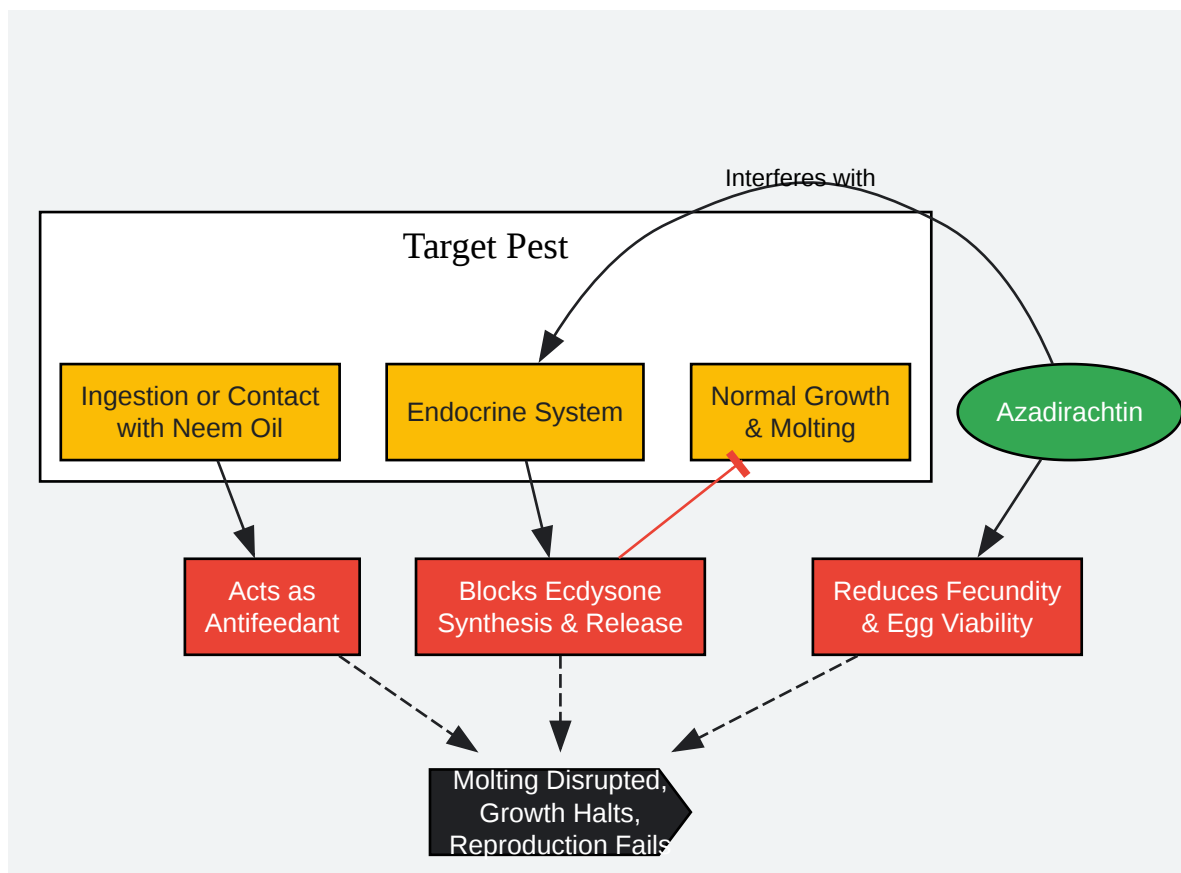 Interferes with
Target Pest
Ingestion or Contact
with Neem Oil
Endocrine System
Normal Growth
& Molting
Azadirachtin
Acts as
Antifeedant
Blocks Ecdysone
Synthesis & Release
Reduces Fecundity
& Egg Viability
Molting Disrupted,
Growth Halts,
Reproduction Fails